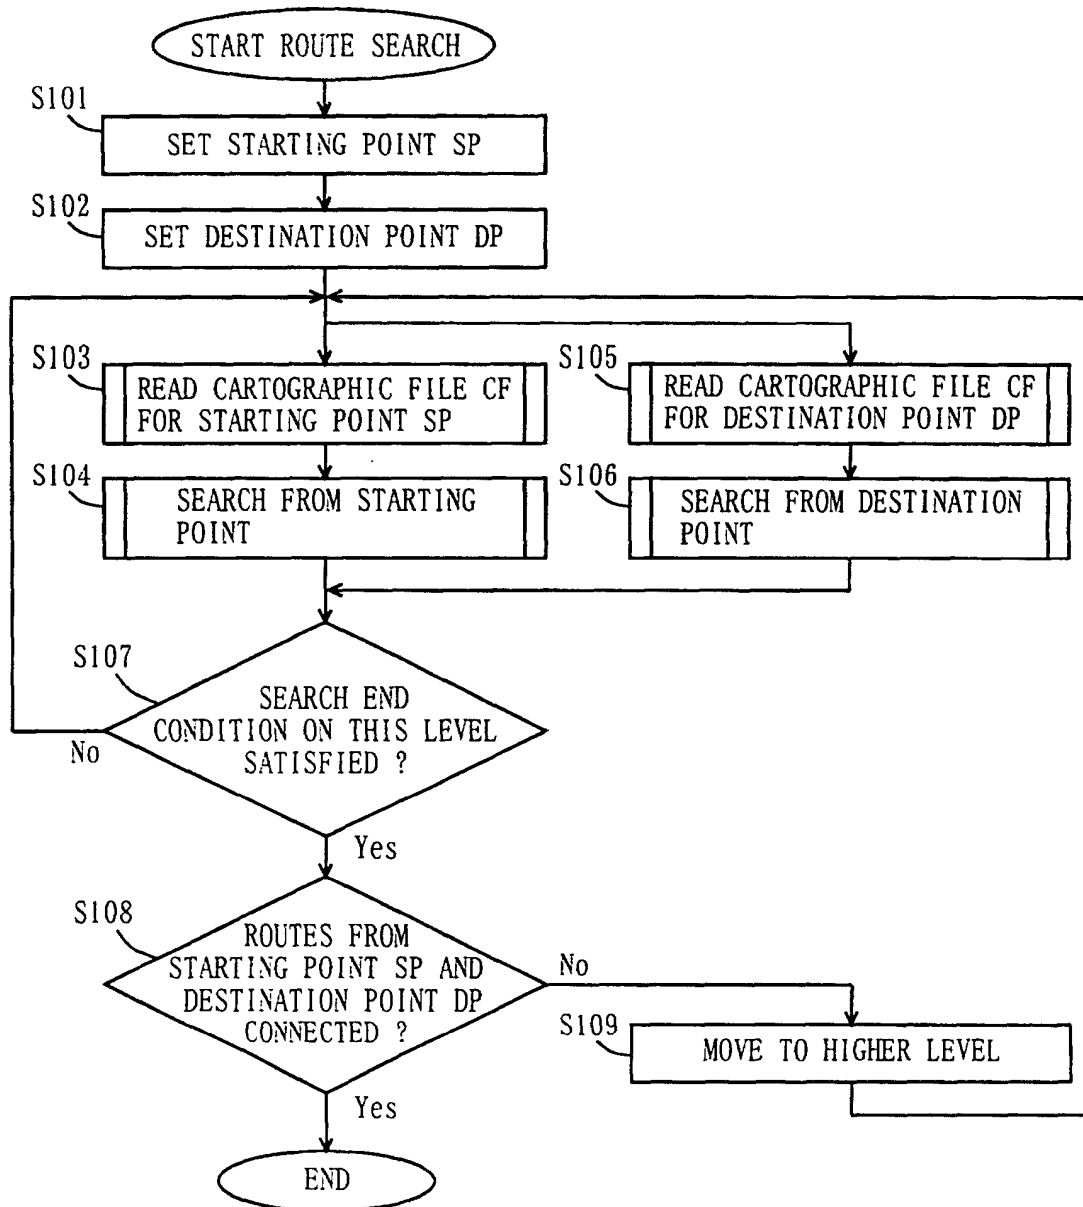 START ROUTE SEARCH
S101
SET STARTING POINT SP
S102
SET DESTINATION POINT DP
S103
READ CARTOGRAPHIC FILE CF
FOR STARTING POINT SP
S105
READ CARTOGRAPHIC FILE CF
FOR DESTINATION POINT DP
S104
SEARCH FROM STARTING
POINT
S106
SEARCH FROM DESTINATION
POINT
S107
SEARCH END
CONDITION ON THIS LEVEL
SATISFIED ?
No
Yes
S108
ROUTES FROM
STARTING POINT SP AND
DESTINATION POINT DP
CONNECTED ?
No
S109
MOVE TO HIGHER LEVEL
Yes
END